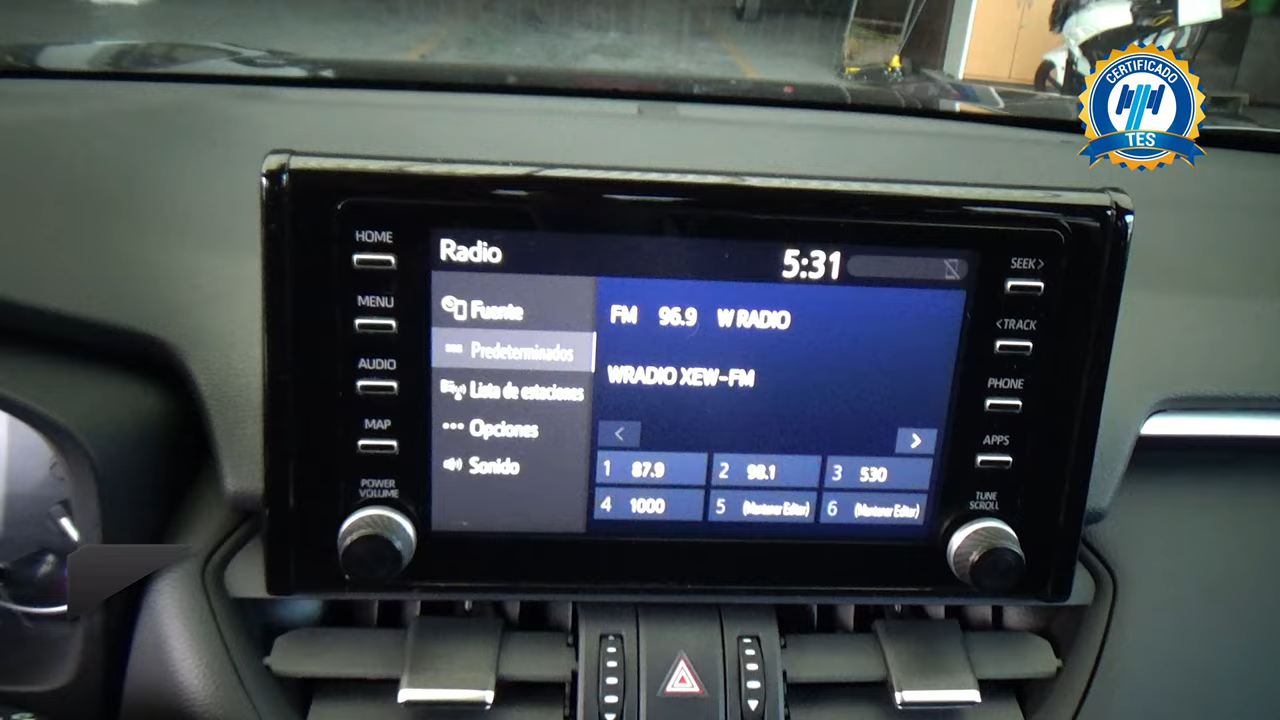 CERTIFICADO
TES
HOME
MENU
AUDIO
MAP
POWER
VOLUME
Radio
5:31
Fuente
Predeterminados
Lista de estaciones
Opciones
Sonido
FM 96.9 W RADIO
WRADIO XEW-FM
<
>
1 87.9
2 98.1
3 530
4 1000
5 (Mantener Editar)
6 (Mantener Editar)
SEEK>
<TRACK
PHONE
APPS
TUNE
SCROLL